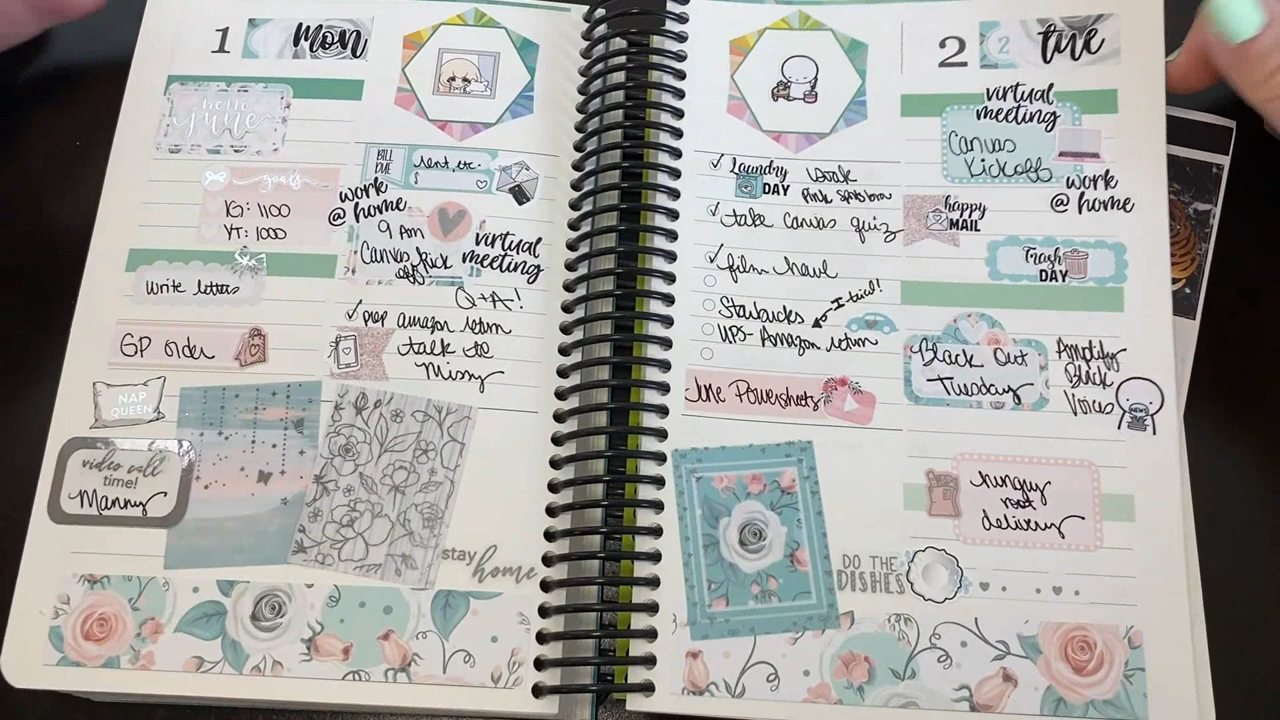 1 mon
hello
june
goals
IG: 1100
YT: 1000
write letters
GP order
NAP
QUEEN
video call
time!
Manny
BILL
DUE
rent, etc.
work
@ home
9 AM
Canvas Kick
off
virtual
meeting
Q+A!
✓ prep amazon return
talk to
Missy
stay home
2 2 tue
✓ Laundry
DAY
✓ take Canvas quiz
✓ film haul
Starbucks
I tried!
UPS - Amazon return
June Powersheets
DO THE
DISHES
virtual
meeting
Canvas
Kickoff
work
@ home
happy
MAIL
Trash
DAY
Black Out
Tuesday
Amplify
Black
Voices
NEWS
hungry
root
delivery